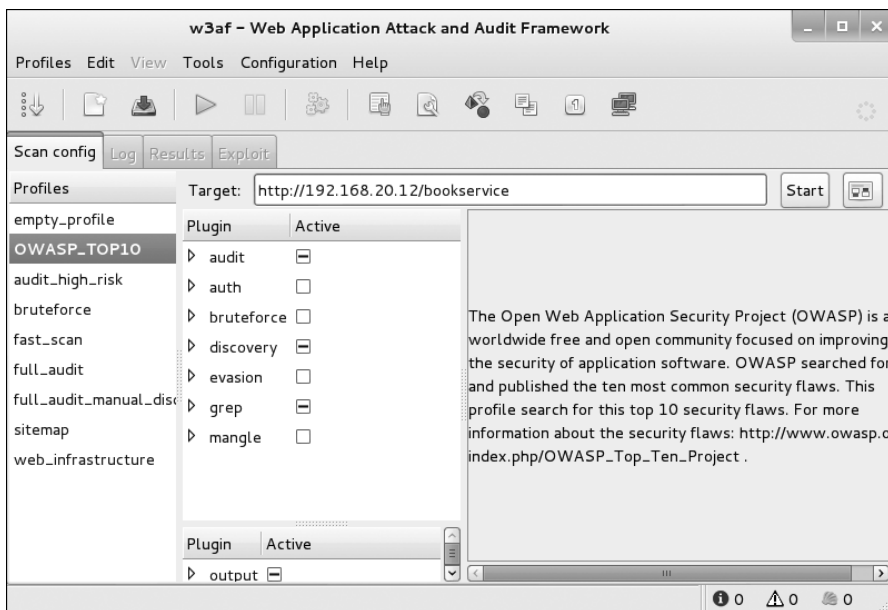 w3af – Web Application Attack and Audit Framework
Profiles Edit View Tools Configuration Help
Scan config Log Results Exploit
Profiles
empty_profile
OWASP_TOP10
audit_high_risk
bruteforce
fast_scan
full_audit
full_audit_manual_disc
sitemap
web_infrastructure
Target: http://192.168.20.12/bookservice Start
Plugin Active
audit
auth
bruteforce
discovery
evasion
grep
mangle
Plugin Active
output
The Open Web Application Security Project (OWASP) is a
worldwide free and open community focused on improving
the security of application software. OWASP searched for
and published the ten most common security flaws. This
profile search for this top 10 security flaws. For more
information about the security flaws: http://www.owasp.o
index.php/OWASP_Top_Ten_Project .
0 0 0